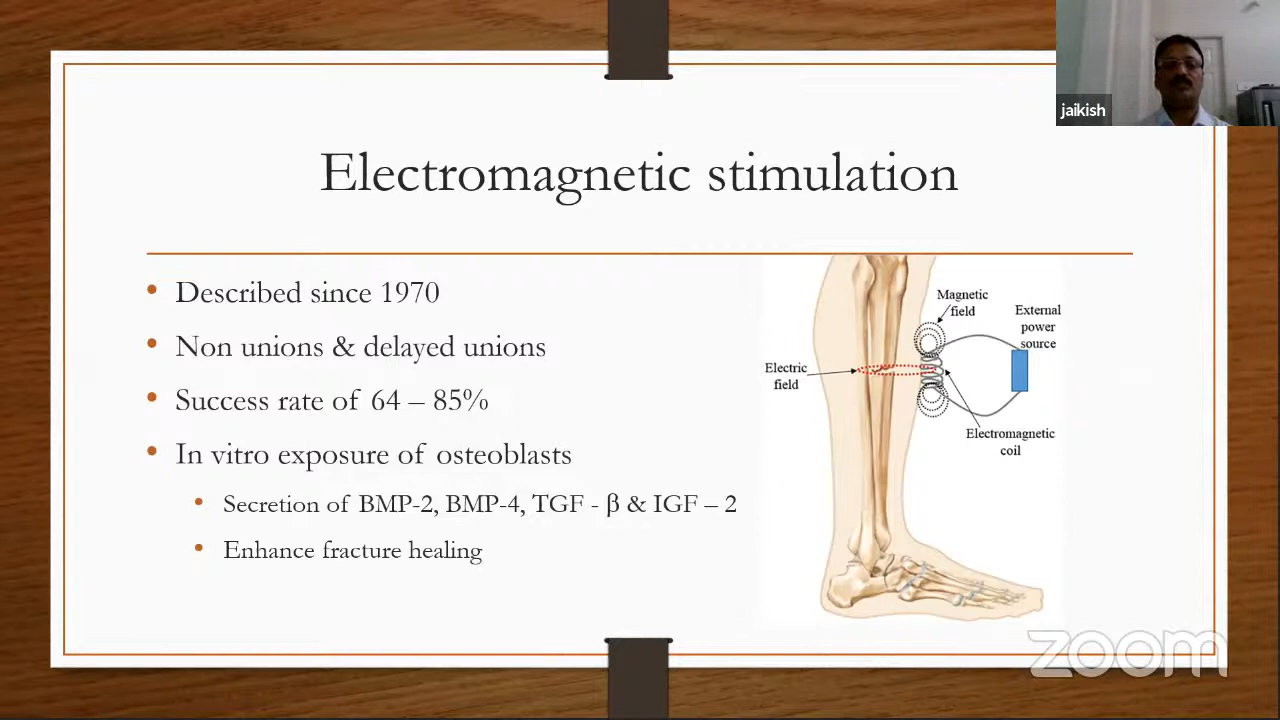 jaikish
Electromagnetic stimulation
Described since 1970
Non unions & delayed unions
Success rate of 64 – 85%
In vitro exposure of osteoblasts
Secretion of BMP-2, BMP-4, TGF - β & IGF – 2
Enhance fracture healing
Magnetic
field
External
power
source
Electric
field
Electromagnetic
coil
zoom